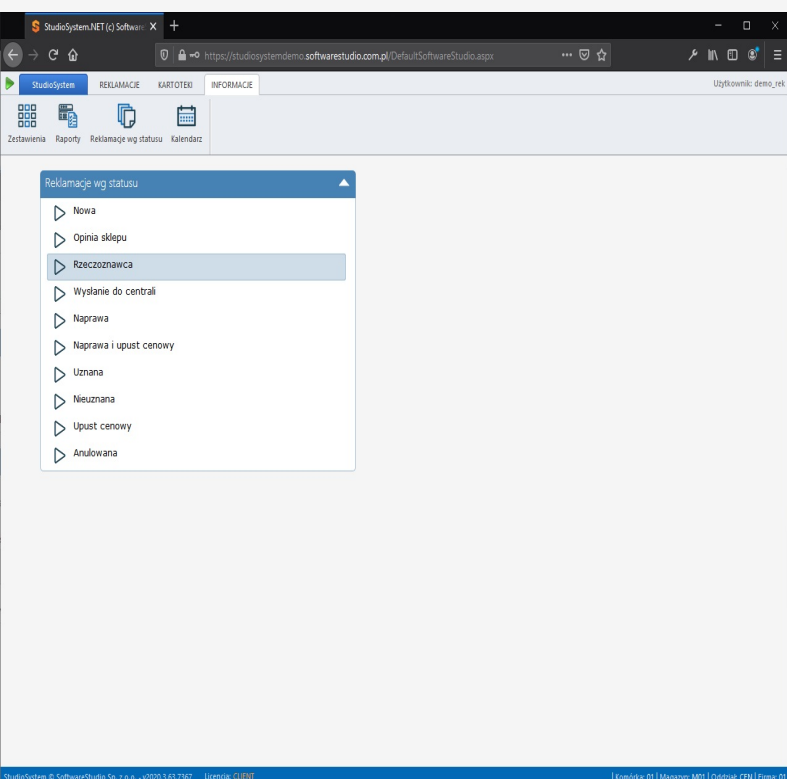 StudioSystem.NET (c) Software
https://studiosystemdemo.softwarestudio.com.pl/DefaultSoftwareStudio.aspx
StudioSystem REKLAMACJE KARTOTEKI INFORMACJE Użytkownik: demo_rek
Zestawienia Raporty Reklamacje wg statusu Kalendarz
Reklamacje wg statusu
Nowa
Opinia sklepu
Rzeczoznawca
Wysłanie do centrali
Naprawa
Naprawa i upust cenowy
Uznana
Nieuznana
Upust cenowy
Anulowana
StudioSystem © SoftwareStudio Sp. z o.o. - v2020.3.63.7367 Licencja: CLIENT | Komórka: 01 | Magazyn: M01 | Oddział: CEN | Firma: 01